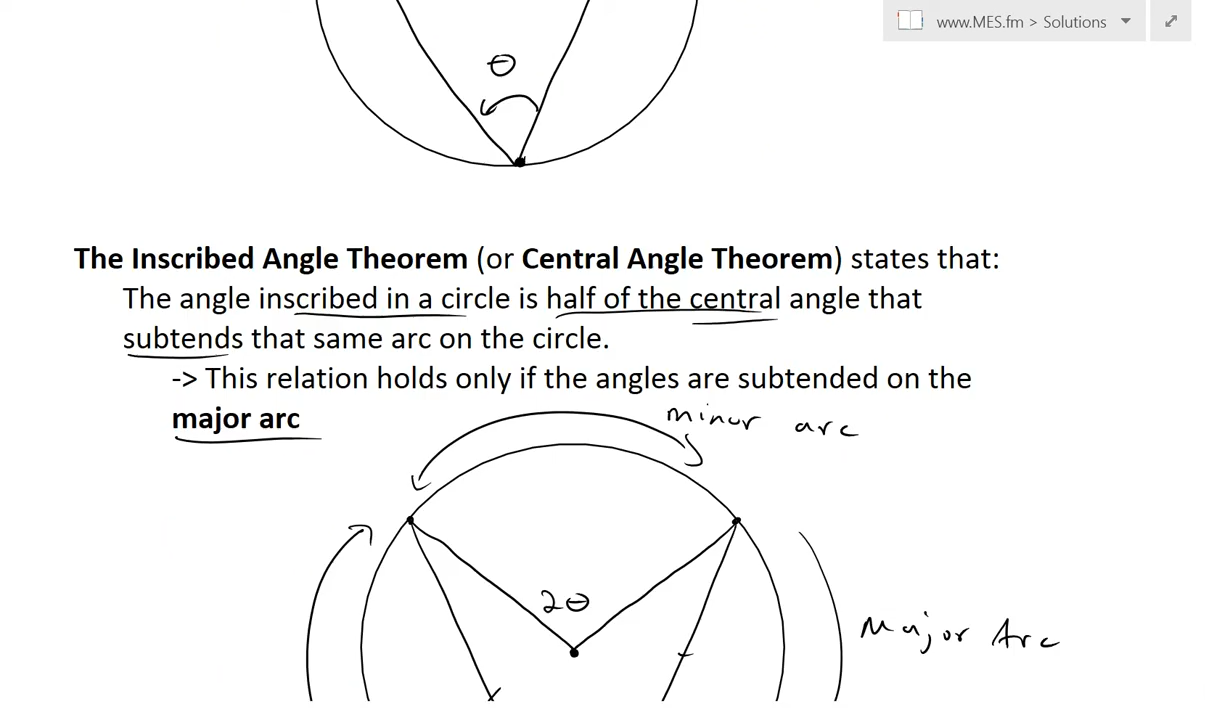 www.MES.fm > Solutions
θ
The Inscribed Angle Theorem (or Central Angle Theorem) states that:
The angle inscribed in a circle is half of the central angle that
subtends that same arc on the circle.
-> This relation holds only if the angles are subtended on the
major arc
minor arc
2θ
Major Arc